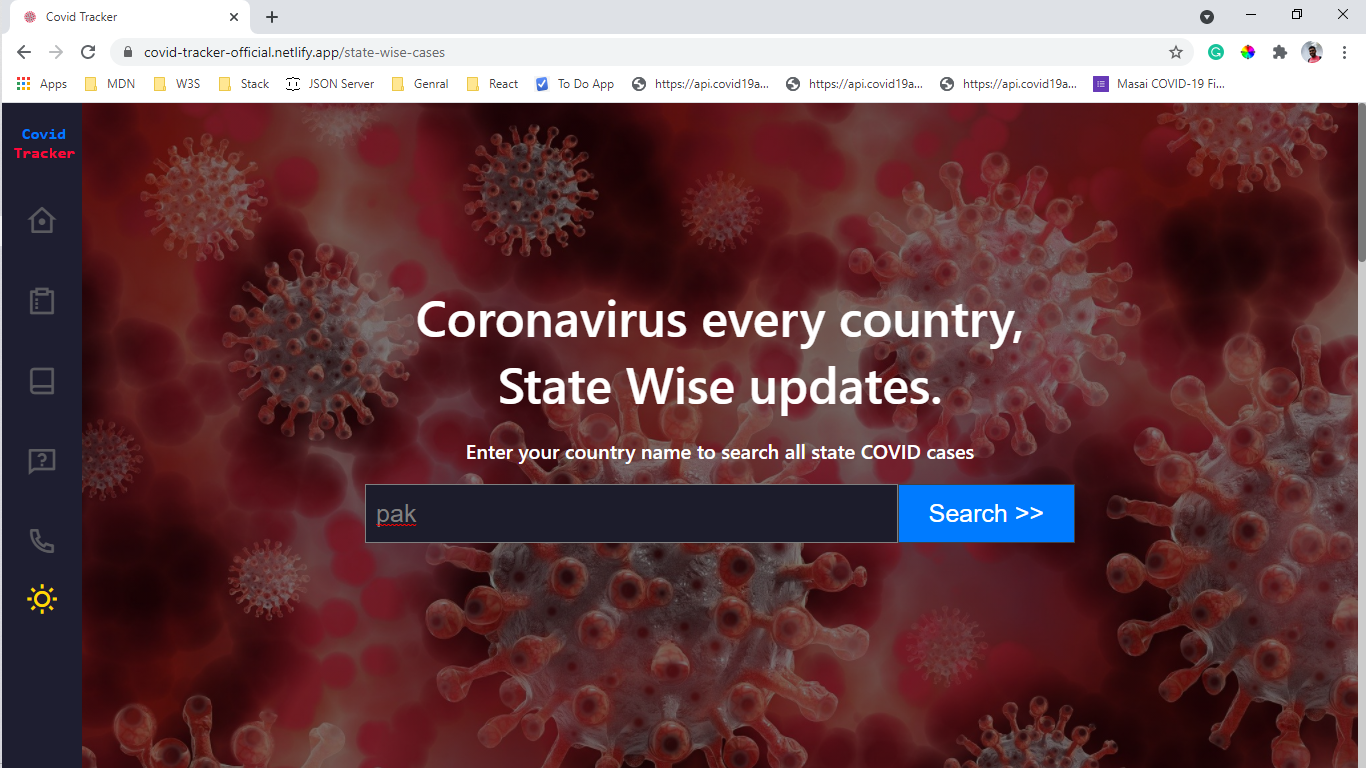 Covid Tracker
covid-tracker-official.netlify.app/state-wise-cases
Apps MDN W3S Stack JSON Server Genral React To Do App https://api.covid19a... https://api.covid19a... https://api.covid19a... Masai COVID-19 Fi...
Covid
Tracker
Coronavirus every country,
State Wise updates.
Enter your country name to search all state COVID cases
pak
Search >>